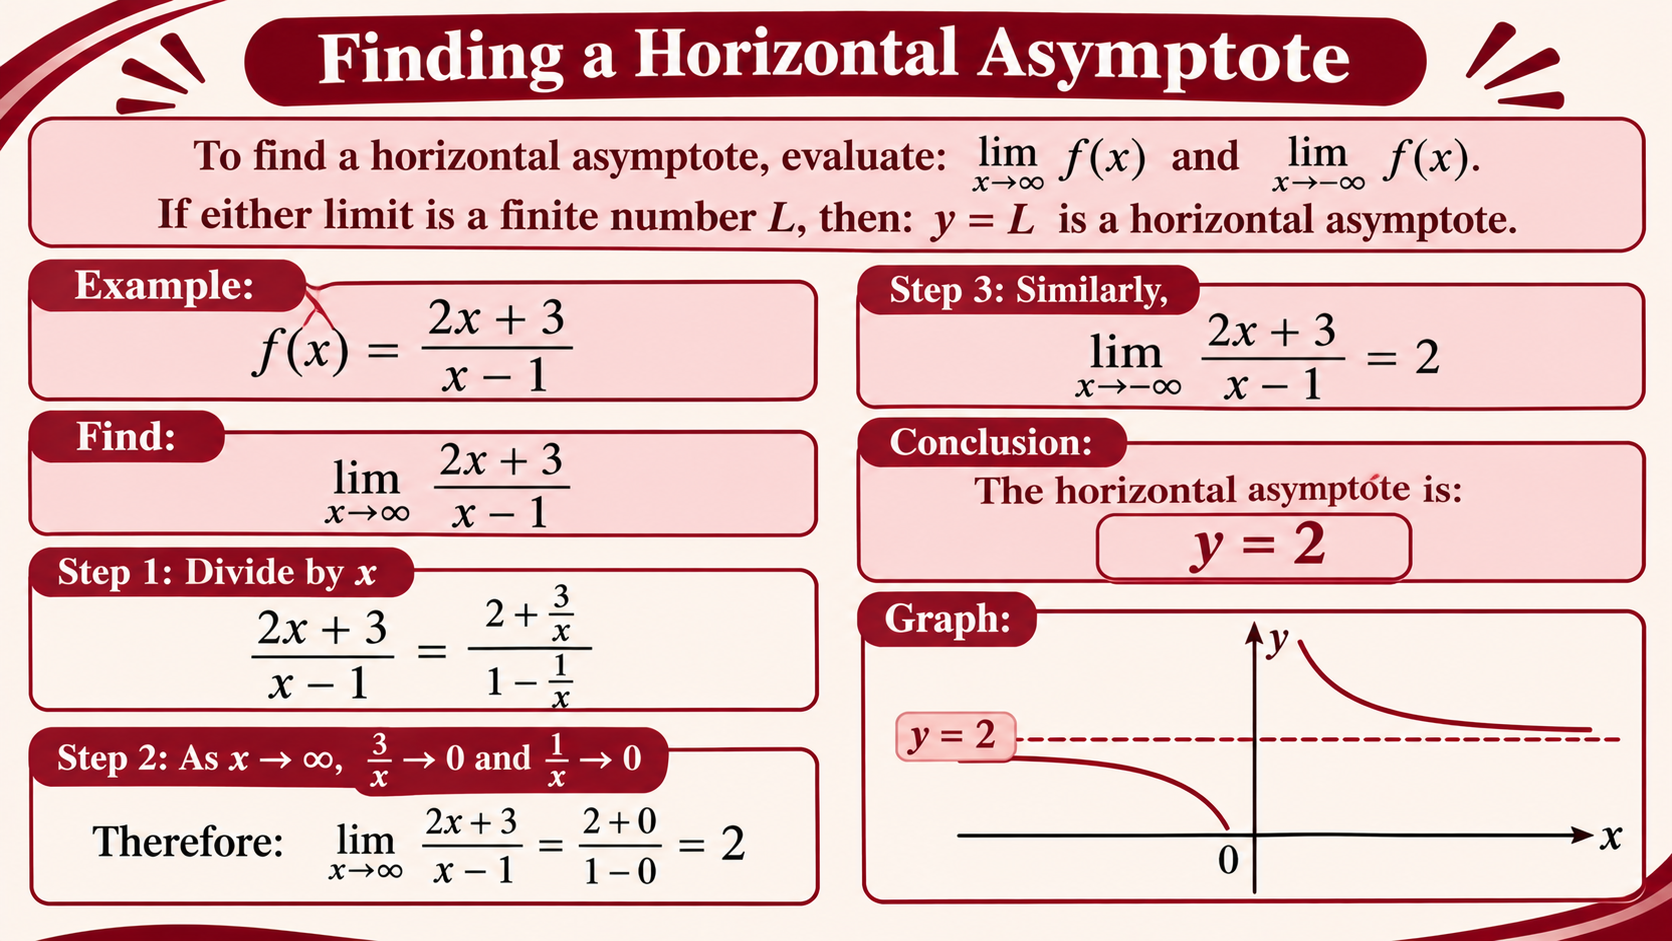 Finding a Horizontal Asymptote
To find a horizontal asymptote, evaluate: lim x→∞ f(x) and lim x→−∞ f(x).
If either limit is a finite number L, then: y = L is a horizontal asymptote.
Example:
f(x) = (2x + 3)/(x − 1)
Find:
lim x→∞ (2x + 3)/(x − 1)
Step 1: Divide by x
(2x + 3)/(x − 1) = (2 + 3/x)/(1 − 1/x)
Step 2: As x → ∞, 3/x → 0 and 1/x → 0
Therefore: lim x→∞ (2x + 3)/(x − 1) = (2 + 0)/(1 − 0) = 2
Step 3: Similarly,
lim x→−∞ (2x + 3)/(x − 1) = 2
Conclusion:
The horizontal asymptote is:
y = 2
Graph:
y
y = 2
x
0